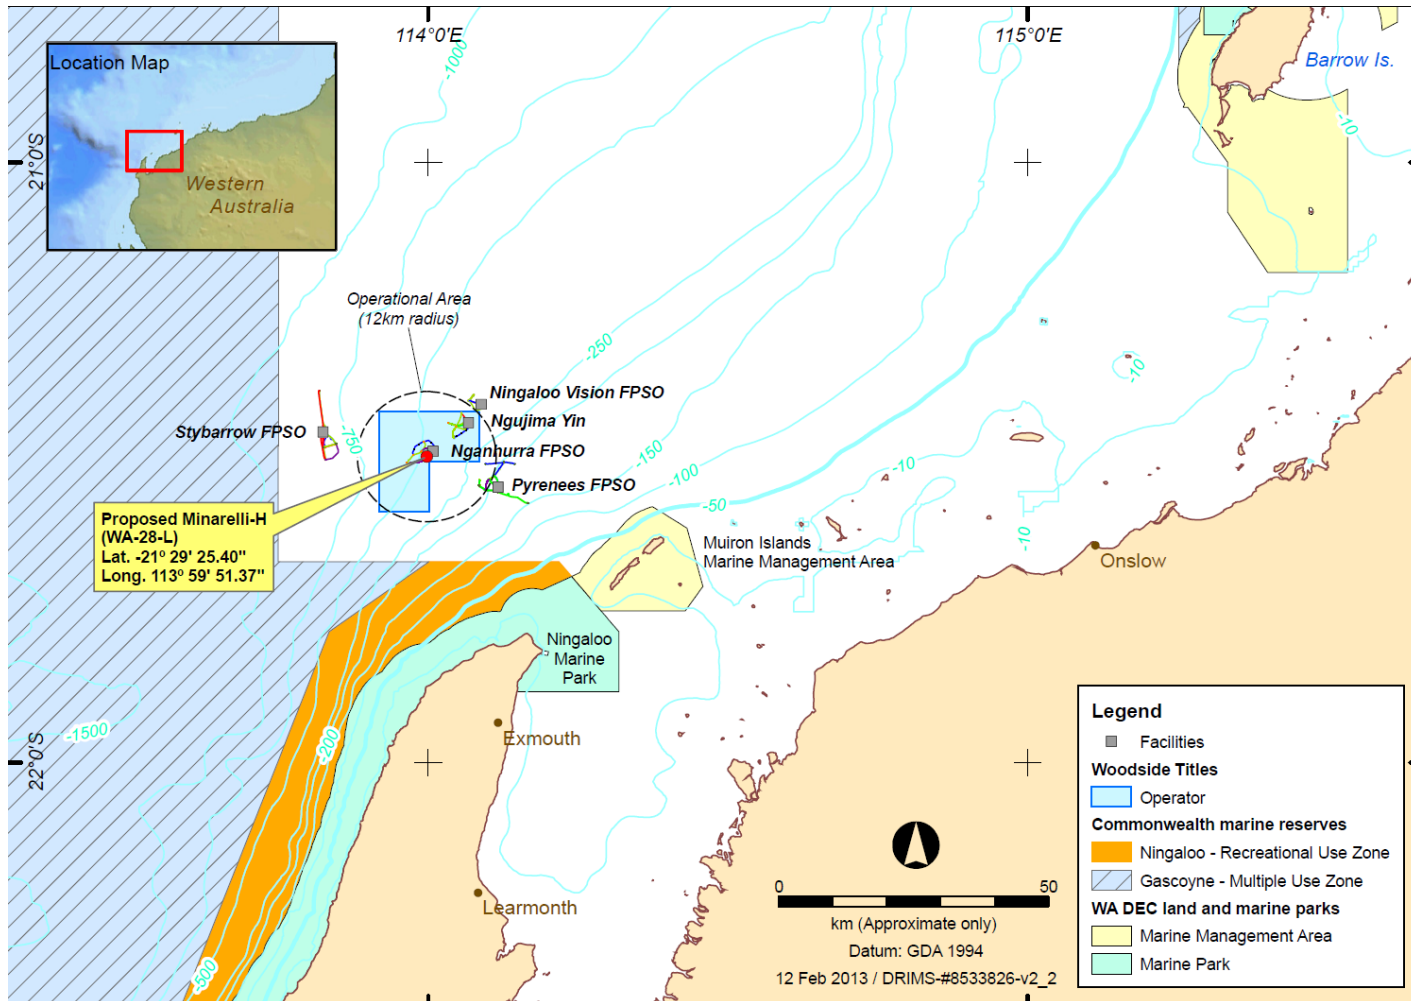 114°0'E
115°0'E
Location Map
Western
Australia
Barrow Is.
21°0'S
22°0'S
-1000
-10
Operational Area
(12km radius)
-250
Ningaloo Vision FPSO
Ngujima Yin
Stybarrow FPSO
-750
Nganhurra FPSO
Pyrenees FPSO
-150
-100
-50
-10
-10
-10
Proposed Minarelli-H
(WA-28-L)
Lat. -21º 29' 25.40"
Long. 113º 59' 51.37"
Muiron Islands
Marine Management Area
Onslow
Ningaloo
Marine
Park
-1500
-200
-500
Exmouth
Learmonth
0 50
km (Approximate only)
Datum: GDA 1994
12 Feb 2013 / DRIMS-#8533826-v2_2
Legend
Facilities
Woodside Titles
Operator
Commonwealth marine reserves
Ningaloo - Recreational Use Zone
Gascoyne - Multiple Use Zone
WA DEC land and marine parks
Marine Management Area
Marine Park